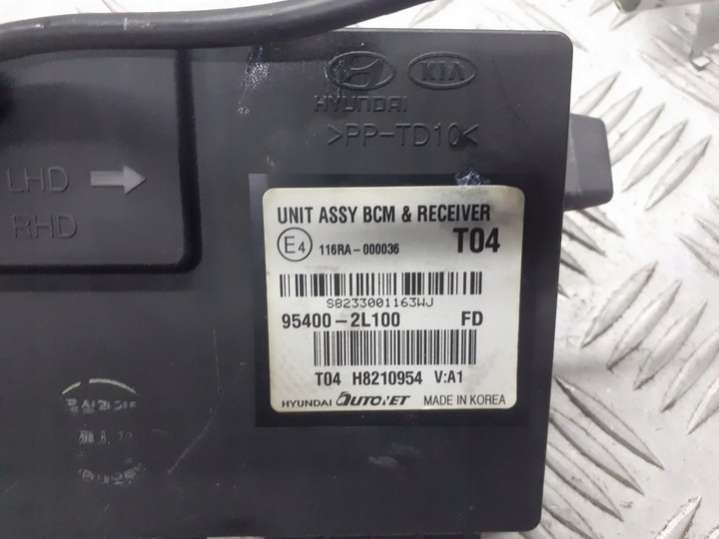 HYUNDAI KIA
>PP-TD10<
LHD
RHD
UNIT ASSY BCM & RECEIVER
E4 116RA-000036 T04
S8233001163WJ
95400-2L100 FD
T04 H8210954 V:A1
HYUNDAI AUTONET MADE IN KOREA